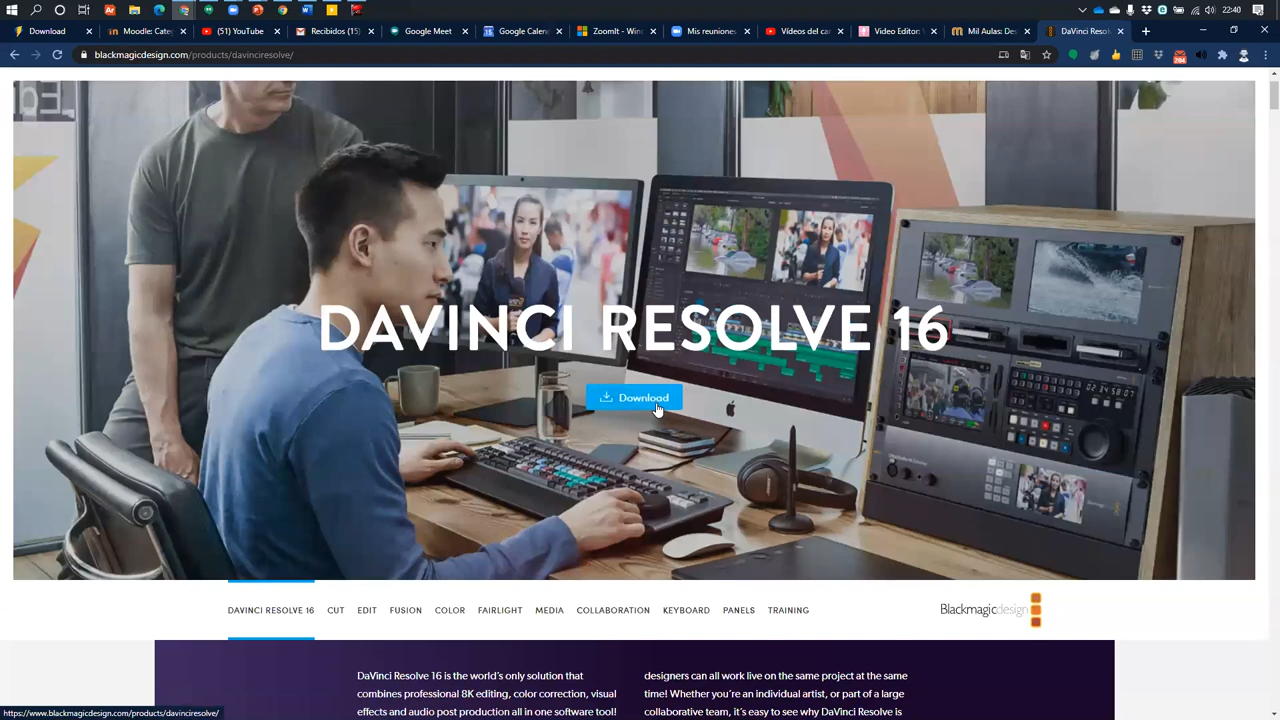 22:40
Download
Moodle: Cate
(51) YouTube
Recibidos (15)
Google Meet
Google Calen
ZoomIt - Win
Mis reuniones
Vídeos del car
Video Editor:
Mil Aulas: De
DaVinci Resol
blackmagicdesign.com/products/davinciresolve/
284
DAVINCI RESOLVE 16
Download
DAVINCI RESOLVE 16
CUT
EDIT
FUSION
COLOR
FAIRLIGHT
MEDIA
COLLABORATION
KEYBOARD
PANELS
TRAINING
Blackmagicdesign
DaVinci Resolve 16 is the world's only solution that
combines professional 8K editing, color correction, visual
effects and audio post production all in one software tool!
designers can all work live on the same project at the same
time! Whether you're an individual artist, or part of a large
collaborative team, it's easy to see why DaVinci Resolve is
https://www.blackmagicdesign.com/products/davinciresolve/